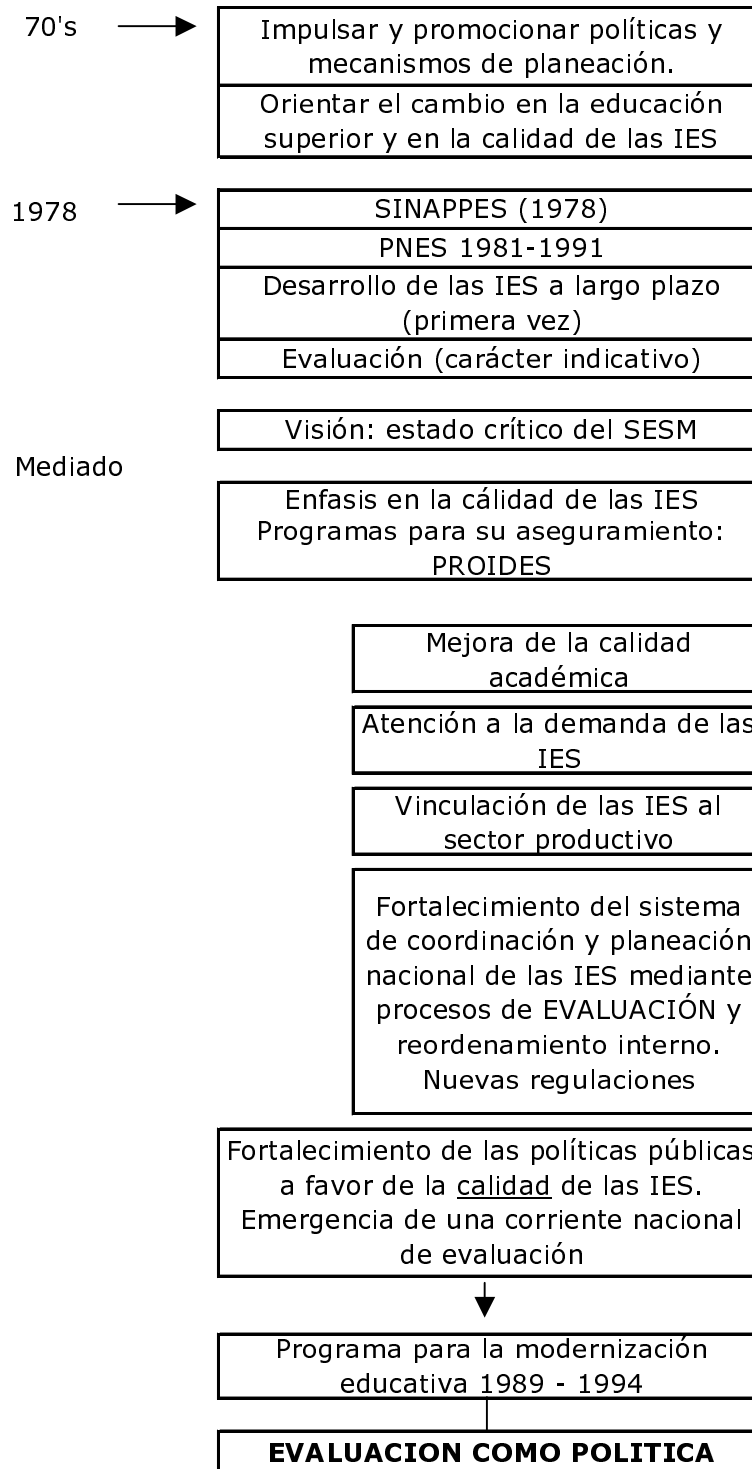 70's
Impulsar y promocionar políticas y
mecanismos de planeación.
Orientar el cambio en la educación
superior y en la calidad de las IES
1978
SINAPPES (1978)
PNES 1981-1991
Desarrollo de las IES a largo plazo
(primera vez)
Evaluación (carácter indicativo)
Visión: estado crítico del SESM
Mediado
Enfasis en la cálidad de las IES
Programas para su aseguramiento:
PROIDES
Mejora de la calidad
académica
Atención a la demanda de las
IES
Vinculación de las IES al
sector productivo
Fortalecimiento del sistema
de coordinación y planeación
nacional de las IES mediante
procesos de EVALUACIÓN y
reordenamiento interno.
Nuevas regulaciones
Fortalecimiento de las políticas públicas
a favor de la calidad de las IES.
Emergencia de una corriente nacional
de evaluación
Programa para la modernización
educativa 1989 - 1994
EVALUACION COMO POLITICA